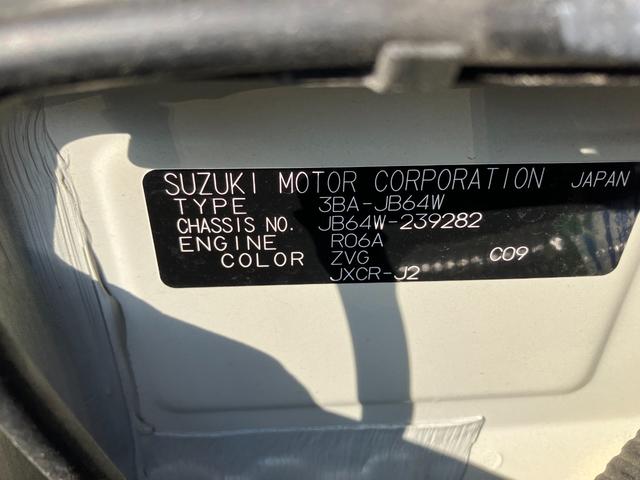 SUZUKI MOTOR CORPORATION JAPAN
TYPE 3BA-JB64W
CHASSIS NO. JB64W-239282
ENGINE R06A
COLOR ZVG C09
JXCR-J2